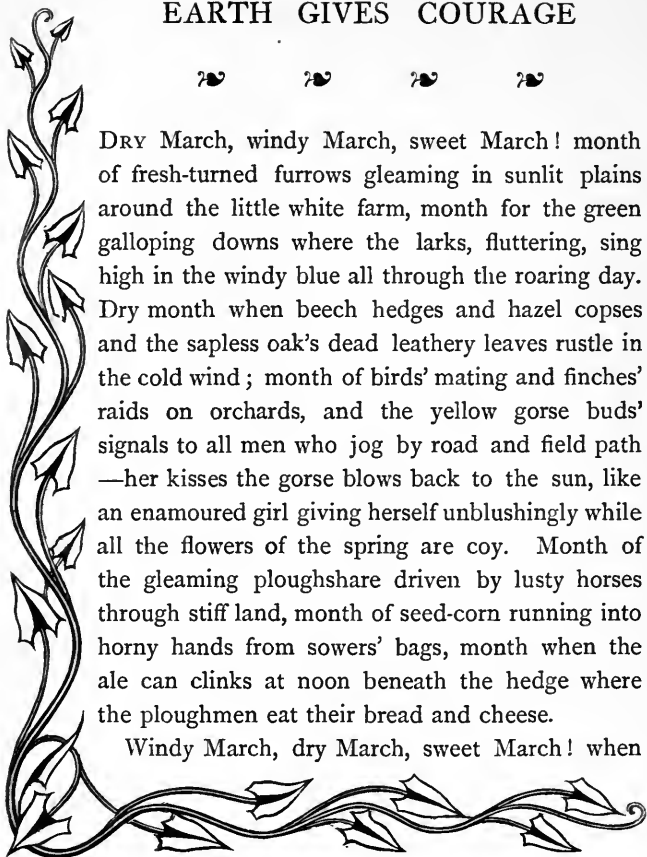 EARTH GIVES COURAGE
DRY March, windy March, sweet March! month
of fresh-turned furrows gleaming in sunlit plains
around the little white farm, month for the green
galloping downs where the larks, fluttering, sing
high in the windy blue all through the roaring day.
Dry month when beech hedges and hazel copses
and the sapless oak's dead leathery leaves rustle in
the cold wind; month of birds' mating and finches'
raids on orchards, and the yellow gorse buds'
signals to all men who jog by road and field path
—her kisses the gorse blows back to the sun, like
an enamoured girl giving herself unblushingly while
all the flowers of the spring are coy. Month of
the gleaming ploughshare driven by lusty horses
through stiff land, month of seed-corn running into
horny hands from sowers' bags, month when the
ale can clinks at noon beneath the hedge where
the ploughmen eat their bread and cheese.
Windy March, dry March, sweet March! when